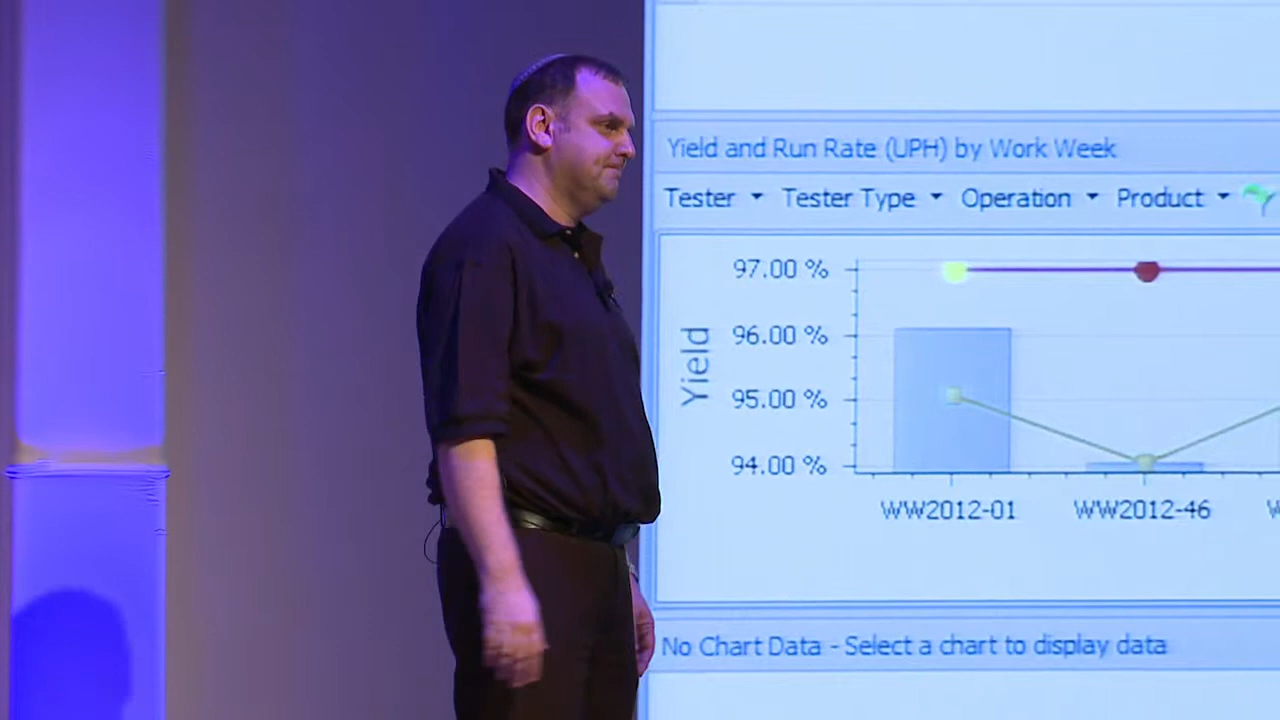 Yield and Run Rate (UPH) by Work Week
Tester Tester Type Operation Product
97.00 %
96.00 %
95.00 %
94.00 %
Yield
WW2012-01 WW2012-46
No Chart Data - Select a chart to display data